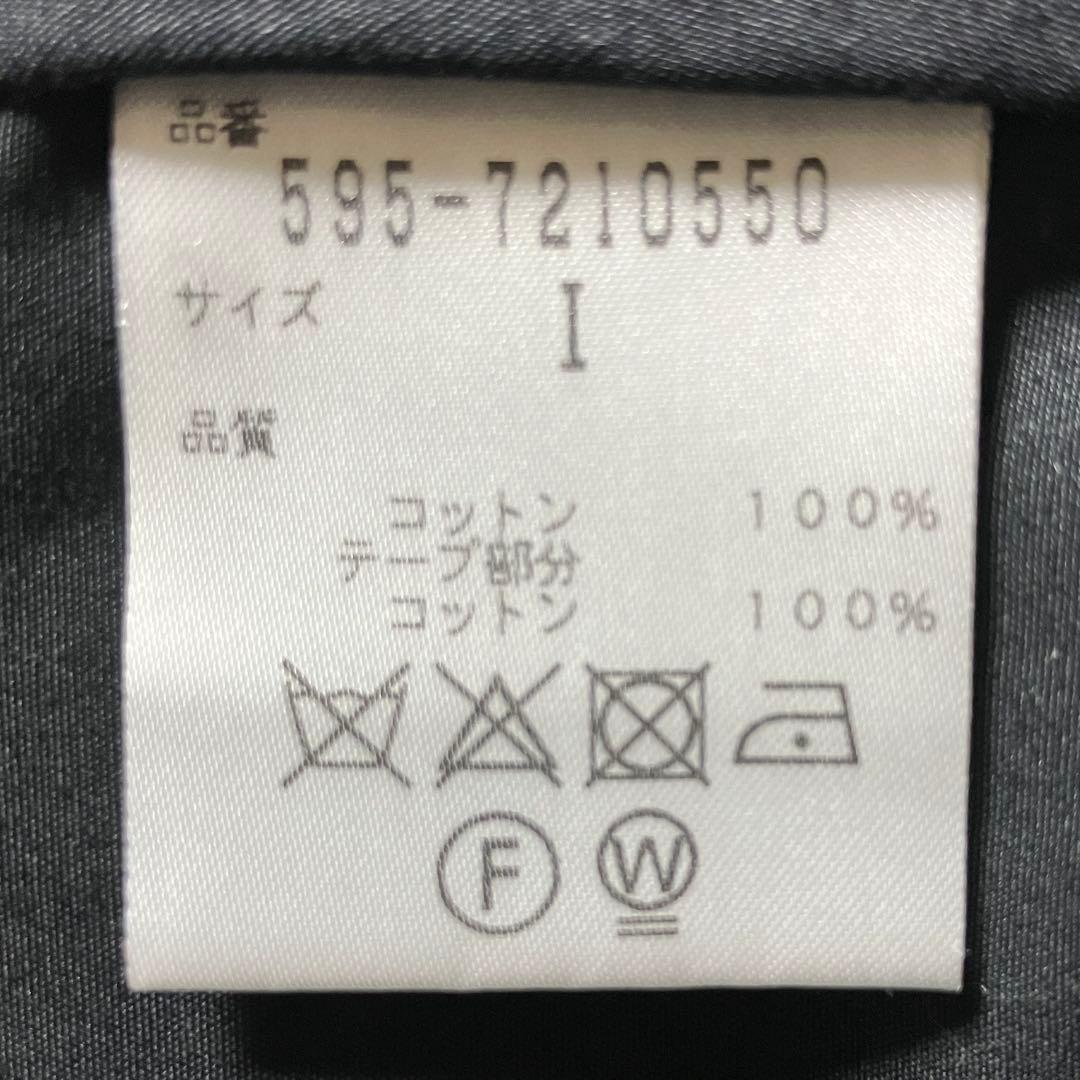 品番
595-7210550
サイズ
I
品質
コットン 100%
テープ部分
コットン 100%
F W